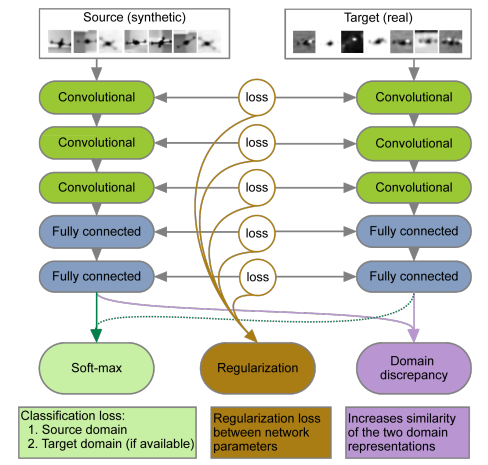 Source (synthetic)
Target (real)
Convolutional
loss
Convolutional
Convolutional
loss
Convolutional
Convolutional
loss
Convolutional
Fully connected
loss
Fully connected
Fully connected
loss
Fully connected
Soft-max
Regularization
Domain
discrepancy
Classification loss:
1. Source domain
2. Target domain (if available)
Regularization loss
between network
parameters
Increases similarity
of the two domain
representations